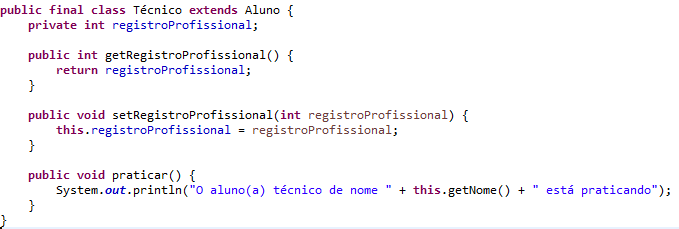 public final class Técnico extends Aluno {
private int registroProfissional;
public int getRegistroProfissional() {
return registroProfissional;
}
public void setRegistroProfissional(int registroProfissional) {
this.registroProfissional = registroProfissional;
}
public void praticar() {
System.out.println("O aluno(a) técnico de nome " + this.getNome() + " está praticando");
}
}